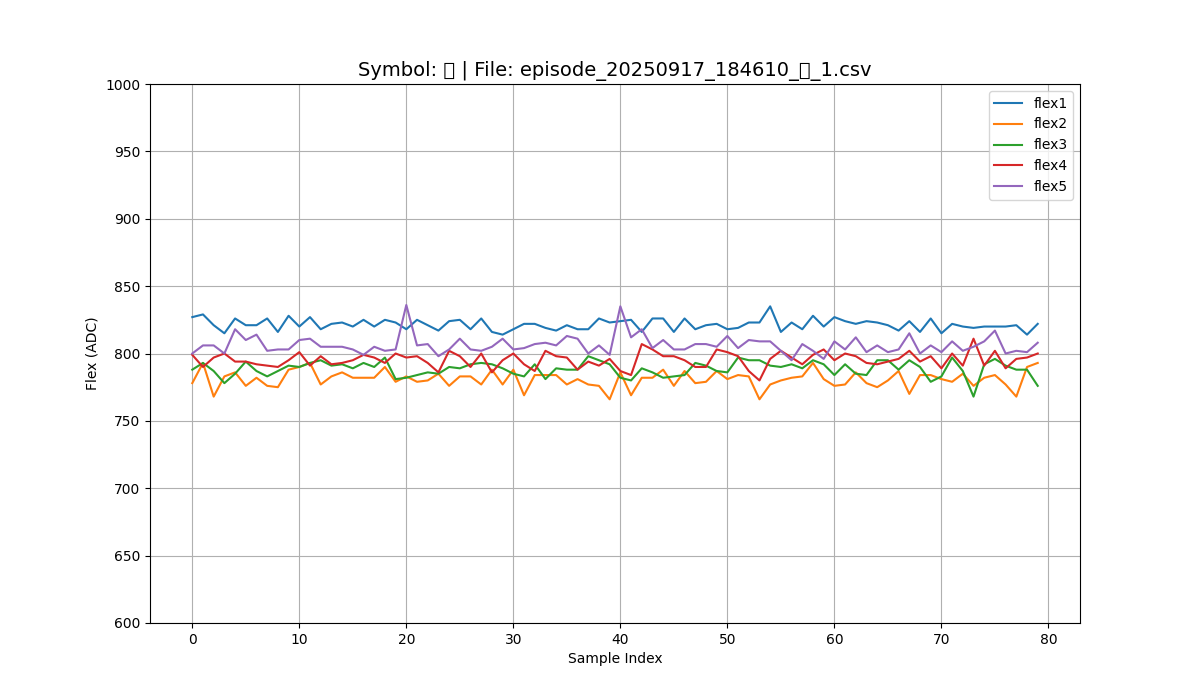 Symbol: ▯ | File: episode_20250917_184610_▯_1.csv
1000
950
900
850
800
750
700
650
600
Flex (ADC)
0 10 20 30 40 50 60 70 80
Sample Index
flex1
flex2
flex3
flex4
flex5